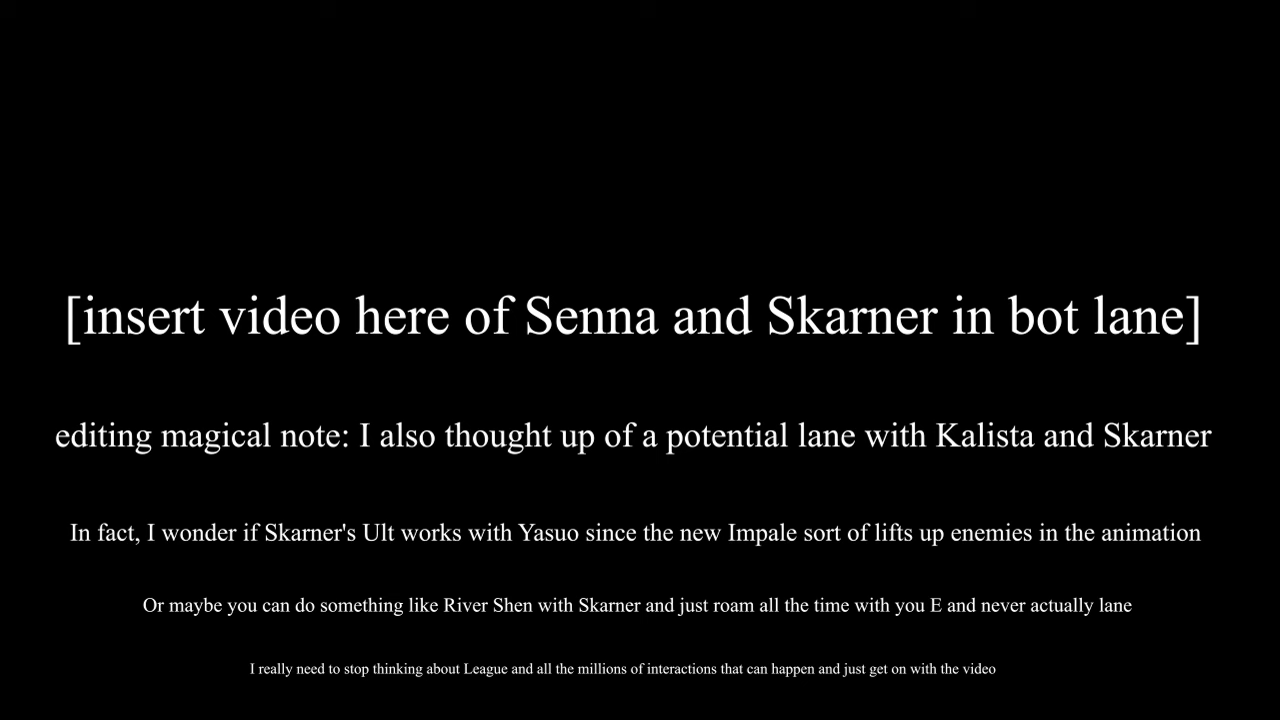 [insert video here of Senna and Skarner in bot lane]
editing magical note: I also thought up of a potential lane with Kalista and Skarner
In fact, I wonder if Skarner's Ult works with Yasuo since the new Impale sort of lifts up enemies in the animation
Or maybe you can do something like River Shen with Skarner and just roam all the time with you E and never actually lane
I really need to stop thinking about League and all the millions of interactions that can happen and just get on with the video